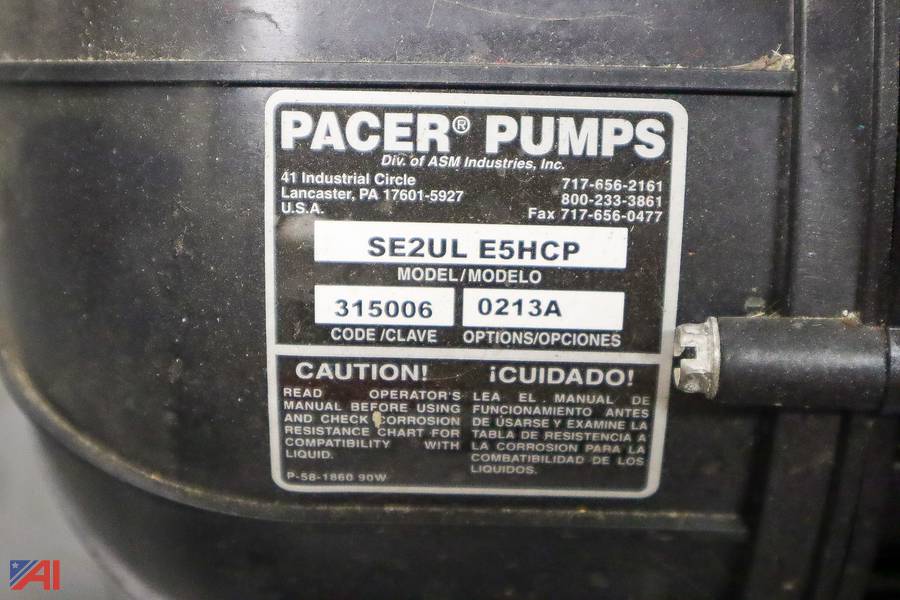 PACER® PUMPS
Div. of ASM Industries, Inc.
41 Industrial Circle
Lancaster, PA 17601-5927
U.S.A.
717-656-2161
800-233-3861
Fax 717-656-0477
SE2UL E5HCP
MODEL/MODELO
315006
CODE/CLAVE
0213A
OPTIONS/OPCIONES
CAUTION!
READ OPERATOR'S
MANUAL BEFORE USING
AND CHECK CORROSION
RESISTANCE CHART FOR
COMPATIBILITY WITH
LIQUID.
P-58-1860 90W
¡CUIDADO!
LEA EL MANUAL DE
FUNCIONAMIENTO ANTES
DE USARSE Y EXAMINE LA
TABLA DE RESISTENCIA A
LA CORROSION PARA LA
COMBATIBILIDAD DE LOS
LIQUIDOS.
AI